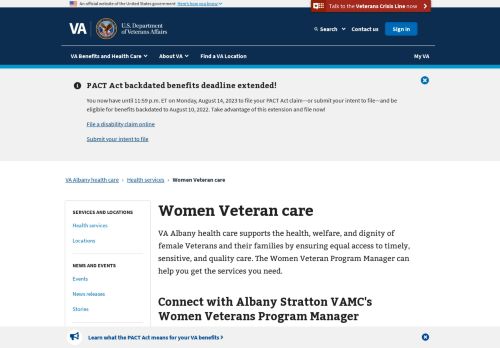 An official website of the United States government Here's how you know
Talk to the Veterans Crisis Line now
VA
U.S. Department
of Veterans Affairs
Search
Contact us
Sign in
VA Benefits and Health Care
About VA
Find a VA Location
My VA
PACT Act backdated benefits deadline extended!
You now have until 11:59 p.m. ET on Monday, August 14, 2023 to file your PACT Act claim—or submit your intent to file—and be
eligible for benefits backdated to August 10, 2022. Take advantage of this extension and file now!
File a disability claim online
Submit your intent to file
VA Albany health care › Health services › Women Veteran care
SERVICES AND LOCATIONS
Health services
Locations
NEWS AND EVENTS
Events
News releases
Stories
Women Veteran care
VA Albany health care supports the health, welfare, and dignity of
female Veterans and their families by ensuring equal access to timely,
sensitive, and quality care. The Women Veteran Program Manager can
help you get the services you need.
Connect with Albany Stratton VAMC's
Women Veterans Program Manager
Learn what the PACT Act means for your VA benefits